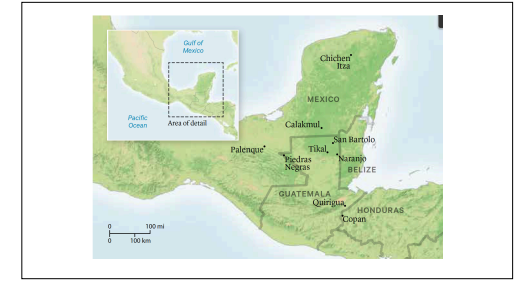 Gulf of
Mexico
Pacific
Ocean
Area of detail
Chichen
Itza
MEXICO
Calakmul
San Bartolo
Tikal
Palenque
Naranjo
Piedras
Negras
BELIZE
GUATEMALA
Quirigua
HONDURAS
Copan
0 100 mi
0 100 km